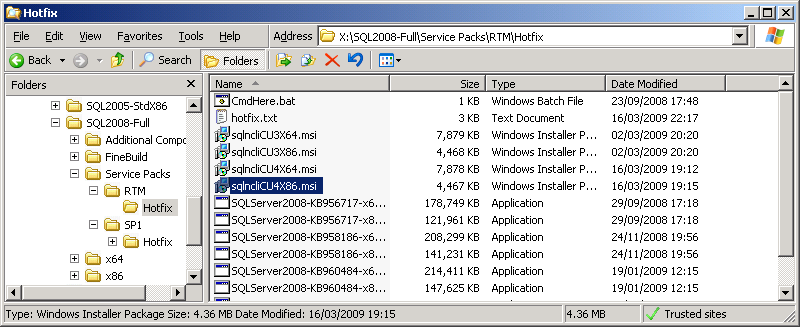 Hotfix
File Edit View Favorites Tools Help Address X:\SQL2008-Full\Service Packs\RTM\Hotfix
Back Search Folders
Folders
SQL2005-StdX86
SQL2008-Full
Additional Compo
FineBuild
Service Packs
RTM
Hotfix
SP1
Hotfix
x64
x86
Name Size Type Date Modified
CmdHere.bat 1 KB Windows Batch File 23/09/2008 17:48
hotfix.txt 3 KB Text Document 16/03/2009 22:17
sqlncliCU3X64.msi 7,879 KB Windows Installer P... 02/03/2009 20:20
sqlncliCU3X86.msi 4,468 KB Windows Installer P... 02/03/2009 20:20
sqlncliCU4X64.msi 7,878 KB Windows Installer P... 16/03/2009 19:12
sqlncliCU4X86.msi 4,467 KB Windows Installer P... 16/03/2009 19:15
SQLServer2008-KB956717-x6... 178,749 KB Application 29/09/2008 17:18
SQLServer2008-KB956717-x8... 121,961 KB Application 29/09/2008 17:18
SQLServer2008-KB958186-x6... 208,299 KB Application 24/11/2008 19:56
SQLServer2008-KB958186-x8... 141,231 KB Application 24/11/2008 19:56
SQLServer2008-KB960484-x6... 214,411 KB Application 19/01/2009 12:15
SQLServer2008-KB960484-x8... 147,625 KB Application 19/01/2009 12:15
Type: Windows Installer Package Size: 4.36 MB Date Modified: 16/03/2009 19:15 4.36 MB Trusted sites